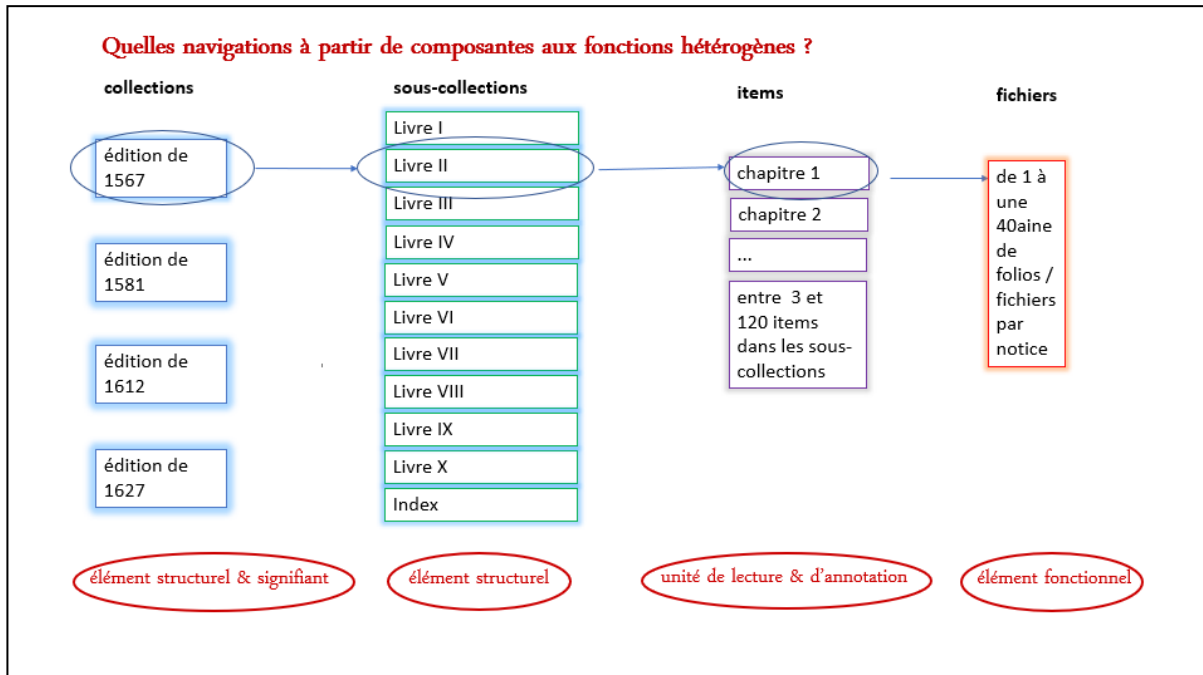 Quelles navigations à partir de composantes aux fonctions hétérogènes ?
collections
édition de
1567
édition de
1581
édition de
1612
édition de
1627
élément structurel & signifiant
sous-collections
Livre I
Livre II
Livre III
Livre IV
Livre V
Livre VI
Livre VII
Livre VIII
Livre IX
Livre X
Index
élément structurel
items
chapitre 1
chapitre 2
...
entre 3 et
120 items
dans les sous-
collections
unité de lecture & d'annotation
fichiers
de 1 à
une
40aine
de
folios /
fichiers
par
notice
élément fonctionnel